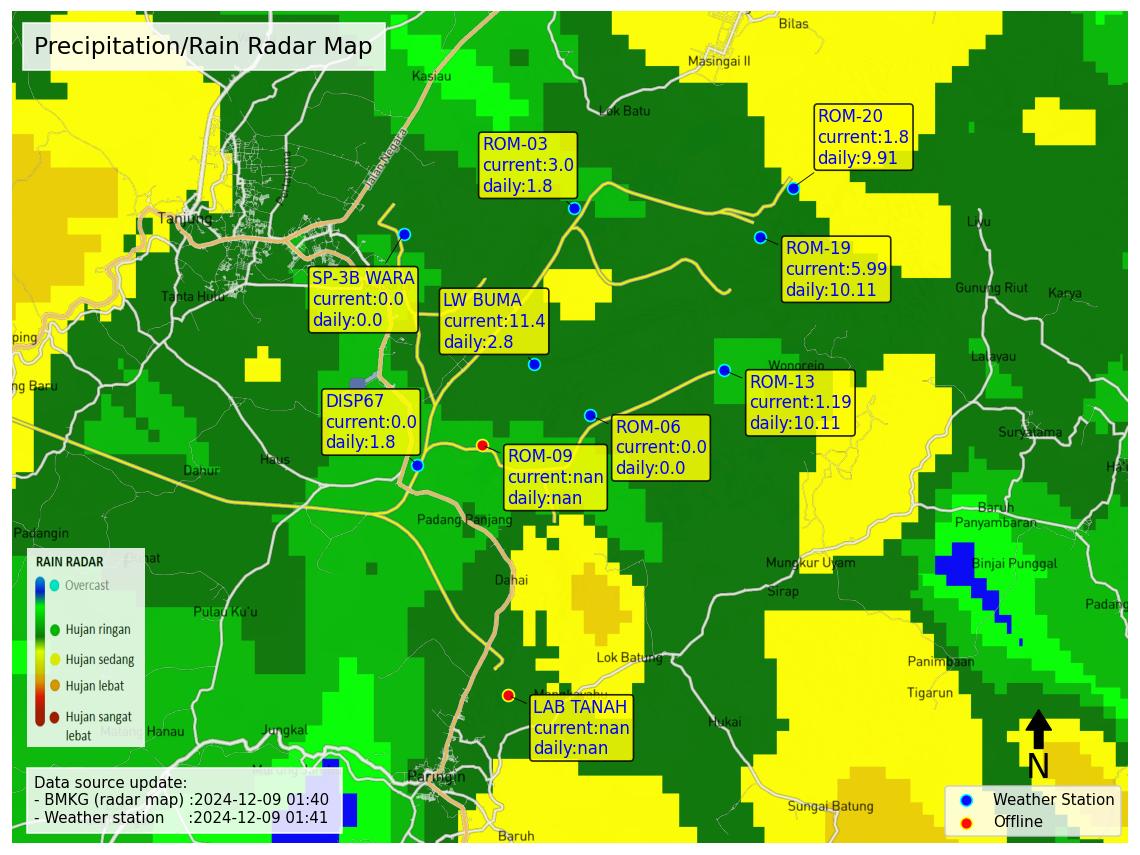 Precipitation/Rain Radar Map
Bilas
Masingai II
Kasiau
Lok Batu
Jalan Negara
ROM-20
current:1.8
daily:9.91
ROM-03
current:3.0
daily:1.8
Tanjung
Liyu
ROM-19
current:5.99
daily:10.11
SP-3B WARA
current:0.0
daily:0.0
Tanta Hulu
LW BUMA
current:11.4
daily:2.8
Gunung Riut
Karya
ping
Lalayau
Wongrejo
ng Baru
ROM-13
current:1.19
daily:10.11
DISP67
current:0.0
daily:1.8
ROM-06
current:0.0
daily:0.0
Suryatama
Haus
Dahur
ROM-09
current:nan
daily:nan
Padang Panjang
Baruh
Panyambaran
Padangin
Mungkur Uyam
Binjai Punggal
Dahai
Sirap
Padang
Pulau Ku'u
RAIN RADAR
Overcast
Hujan ringan
Hujan sedang
Hujan lebat
Hujan sangat
lebat
Lok Batung
Panimbaan
Tigarun
LAB TANAH
current:nan
daily:nan
Hukai
Jungkal
Paringin
Data source update:
- BMKG (radar map) :2024-12-09 01:40
- Weather station :2024-12-09 01:41
N
Sungai Batung
Baruh
Weather Station
Offline